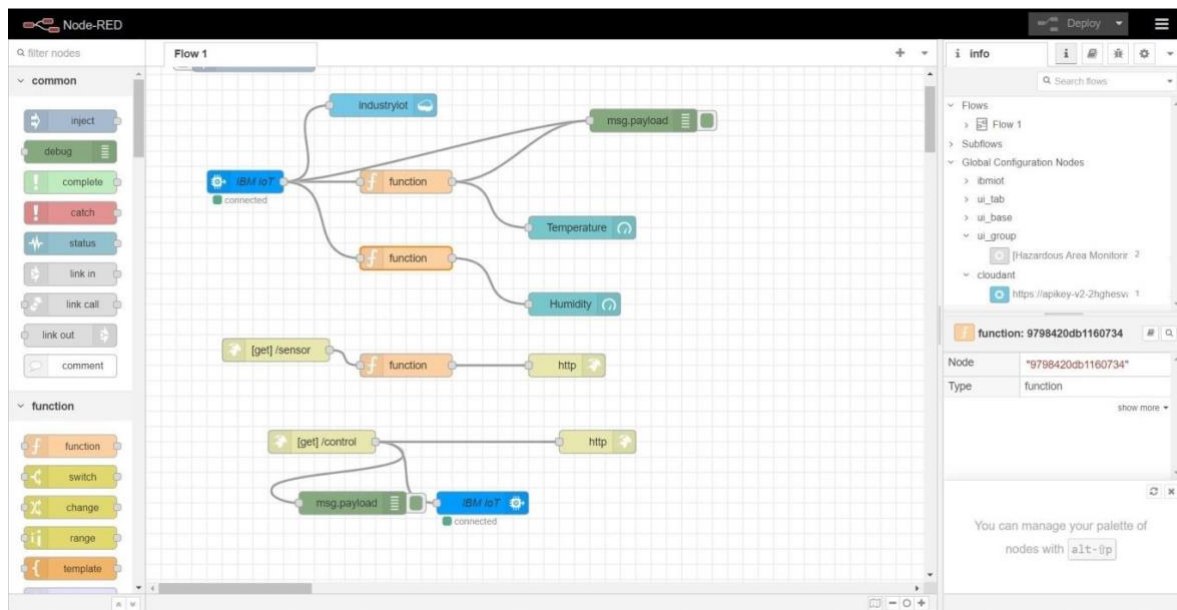 Node-RED
Deploy
filter nodes
common
inject
debug
complete
catch
status
link in
link call
link out
comment
function
function
switch
change
range
template
Flow 1
industryiot
msg.payload
IBM IoT
connected
function
Temperature
function
Humidity
[get] /sensor
function
http
[get] /control
http
msg.payload
IBM IoT
connected
i info
Search flows
Flows
Flow 1
Subflows
Global Configuration Nodes
ibmiot
ui_tab
ui_base
ui_group
[Hazardous Area Monitorin 2
cloudant
https://apikey-v2-2hghesv 1
function: 9798420db1160734
Node "9798420db1160734"
Type function
show more
You can manage your palette of
nodes with alt-⇧p